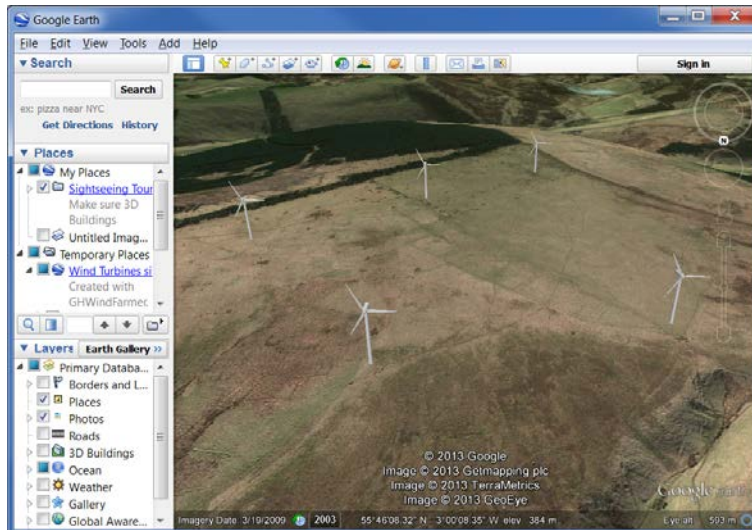 Google Earth
File Edit View Tools Add Help
▼ Search
Search
ex: pizza near NYC
Get Directions History
▼ Places
My Places
Sightseeing Tour
Make sure 3D
Buildings
Untitled Imag...
Temporary Places
Wind Turbines si
Created with
GHWindFarmer.
▼ Layers Earth Gallery >>
Primary Databa...
Borders and L...
Places
Photos
Roads
3D Buildings
Ocean
Weather
Gallery
Global Aware...
Sign in
N
© 2013 Google
Image © 2013 Getmapping plc
Image © 2013 TerraMetrics
Image © 2013 GeoEye
Google earth
Imagery Date: 3/19/2009 2003 55°46'08.32" N 3°00'08.35" W elev 384 m Eye alt 593 m